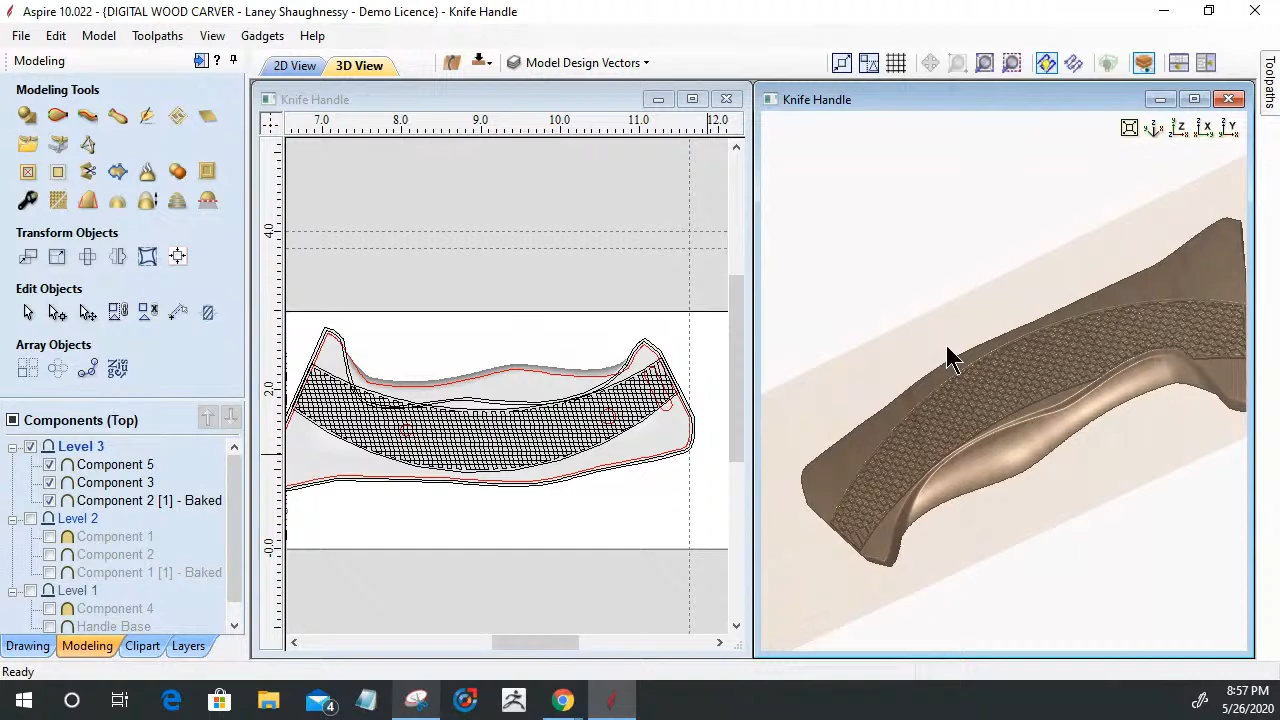 Aspire 10.022 - {DIGITAL WOOD CARVER - Laney Shaughnessy - Demo Licence} - Knife Handle
File Edit Model Toolpaths View Gadgets Help
Modeling
2D View 3D View
Model Design Vectors
Toolpaths
Modeling Tools
Transform Objects
Edit Objects
Array Objects
Components (Top)
Level 3
Component 5
Component 3
Component 2 [1] - Baked
Level 2
Component 1
Component 2
Component 1 [1] - Baked
Level 1
Component 4
Handle Base
Drawing Modeling Clipart Layers
Knife Handle
7.0 8.0 9.0 10.0 11.0 12.0
4.0
2.0
0.0
Knife Handle
Z X Y
Ready
4
8:57 PM
5/26/2020